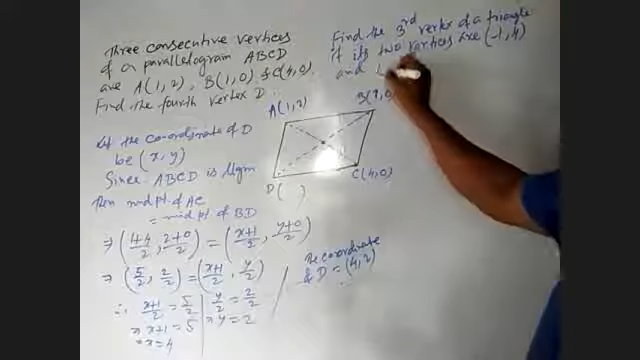 Three consecutive vertices
of a parallelogram ABCD
are A(1,2), B(1,0) & C(4,0).
Find the fourth vertex D.
Let the co-ordinate of D
be (x, y)
Since ABCD is llgm
Then mid pt of AC
= mid pt of BD
⇒ (1+4/2, 2+0/2) = (x+1/2, y+0/2)
⇒ (5/2, 2/2) = (x+1/2, y/2)
∴ x+1/2 = 5/2 | y/2 = 2/2
⇒ x+1 = 5 | ⇒ y = 2
⇒ x = 4
The coordinate
of D = (4,2)
A(1,2)
B(1,0
D( )
C(4,0)
Find the 3rd vertex of a triangle
if its two vertices are (-1,4)
and